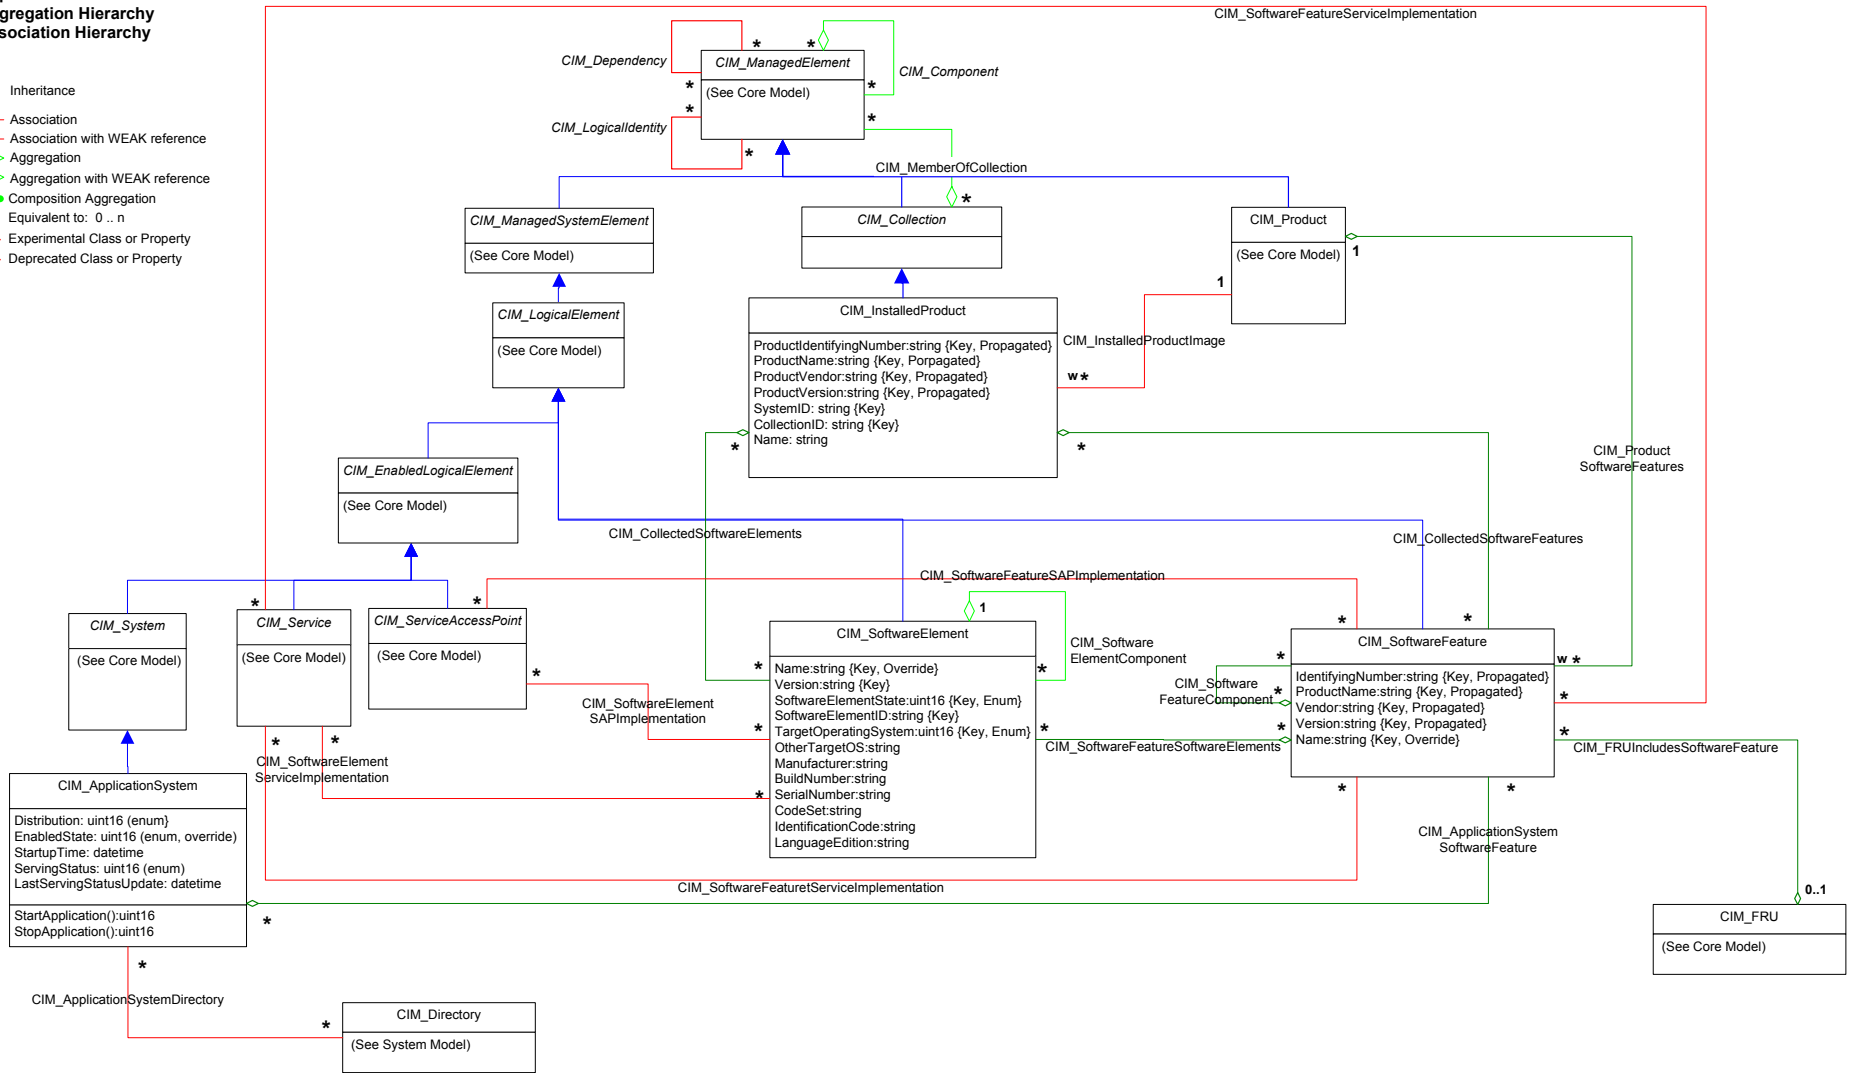 gregation Hierarchy
sociation Hierarchy
Inheritance
Association
Association with WEAK reference
Aggregation
Aggregation with WEAK reference
Composition Aggregation
Equivalent to: 0 .. n
Experimental Class or Property
Deprecated Class or Property
CIM_SoftwareFeatureServiceImplementation
CIM_Dependency
*
*
CIM_ManagedElement
(See Core Model)
CIM_Component
*
*
*
CIM_LogicalIdentity
*
*
CIM_MemberOfCollection
*
CIM_ManagedSystemElement
(See Core Model)
CIM_Collection
CIM_Product
(See Core Model)
1
1
CIM_LogicalElement
(See Core Model)
CIM_InstalledProduct
ProductIdentifyingNumber:string {Key, Propagated}
ProductName:string {Key, Porpagated}
ProductVendor:string {Key, Propagated}
ProductVersion:string {Key, Propagated}
SystemID: string {Key}
CollectionID: string {Key}
Name: string
CIM_InstalledProductImage
w *
*
*
CIM_Product
SoftwareFeatures
CIM_EnabledLogicalElement
(See Core Model)
CIM_CollectedSoftwareElements
CIM_CollectedSoftwareFeatures
CIM_SoftwareFeatureSAPImplementation
*
*
*
*
CIM_System
(See Core Model)
CIM_Service
(See Core Model)
CIM_ServiceAccessPoint
(See Core Model)
*
CIM_SoftwareElement
SAPImplementation
1
CIM_SoftwareElement
Name:string {Key, Override}
Version:string {Key}
SoftwareElementState:uint16 {Key, Enum}
SoftwareElementID:string {Key}
TargetOperatingSystem:uint16 {Key, Enum}
OtherTargetOS:string
Manufacturer:string
BuildNumber:string
SerialNumber:string
CodeSet:string
IdentificationCode:string
LanguageEdition:string
*
*
*
*
*
CIM_Software
ElementComponent
CIM_Software
FeatureComponent
*
*
*
CIM_SoftwareFeatureSoftwareElements
CIM_SoftwareFeature
IdentifyingNumber:string {Key, Propagated}
ProductName:string {Key, Propagated}
Vendor:string {Key, Propagated}
Version:string {Key, Propagated}
Name:string {Key, Override}
w *
*
*
CIM_FRUIncludesSoftwareFeature
*
*
CIM_SoftwareElement
ServiceImplementation
*
*
CIM_ApplicationSystem
Distribution: uint16 (enum}
EnabledState: uint16 (enum, override)
StartupTime: datetime
ServingStatus: uint16 (enum)
LastServingStatusUpdate: datetime
StartApplication():uint16
StopApplication():uint16
CIM_ApplicationSystem
SoftwareFeature
CIM_SoftwareFeaturetServiceImplementation
*
0..1
CIM_FRU
(See Core Model)
*
CIM_ApplicationSystemDirectory
*
CIM_Directory
(See System Model)